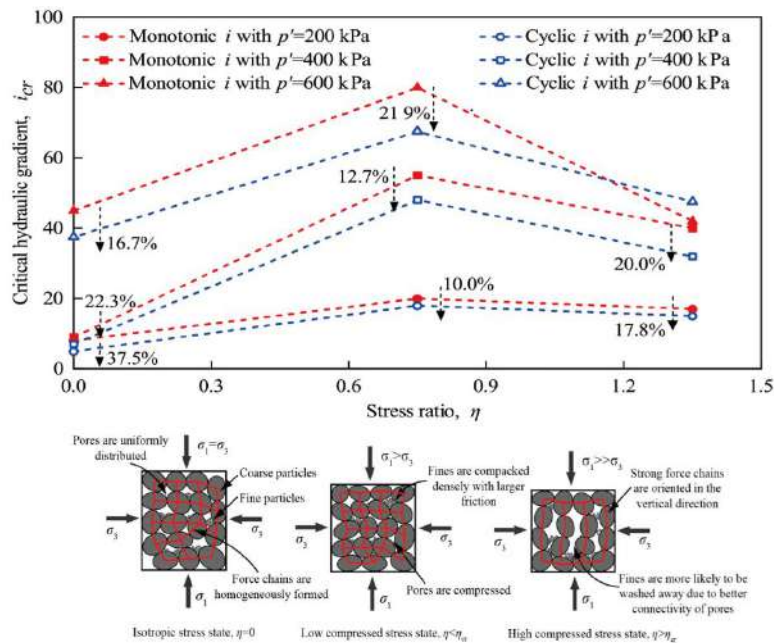 Monotonic i with p'=200 kPa
Monotonic i with p'=400 kPa
Monotonic i with p'=600 kPa
Cyclic i with p'=200 kPa
Cyclic i with p'=400 kPa
Cyclic i with p'=600 kPa
Critical hydraulic gradient, i_cr
100
80
60
40
20
0
21 9%
12.7%
16.7%
22.3%
10.0%
20.0%
37.5%
17.8%
0.0
0.3
0.6
0.9
1.2
1.5
Stress ratio, η
Pores are uniformly
distributed
σ1=σ3
Coarse particles
Fine particles
σ3
σ3
Force chains are
homogeneously formed
σ1
Isotropic stress state, η=0
σ1>σ3
Fines are compacked
densely with larger
friction
σ3
σ3
Pores are compressed
σ1
Low compressed stress state, η<ησ
σ1>>σ3
Strong force chains
are oriented in the
vertical direction
σ3
σ3
Fines are more likely to be
washed away due to better
connectivity of pores
σ1
High compressed stress state, η>ησ